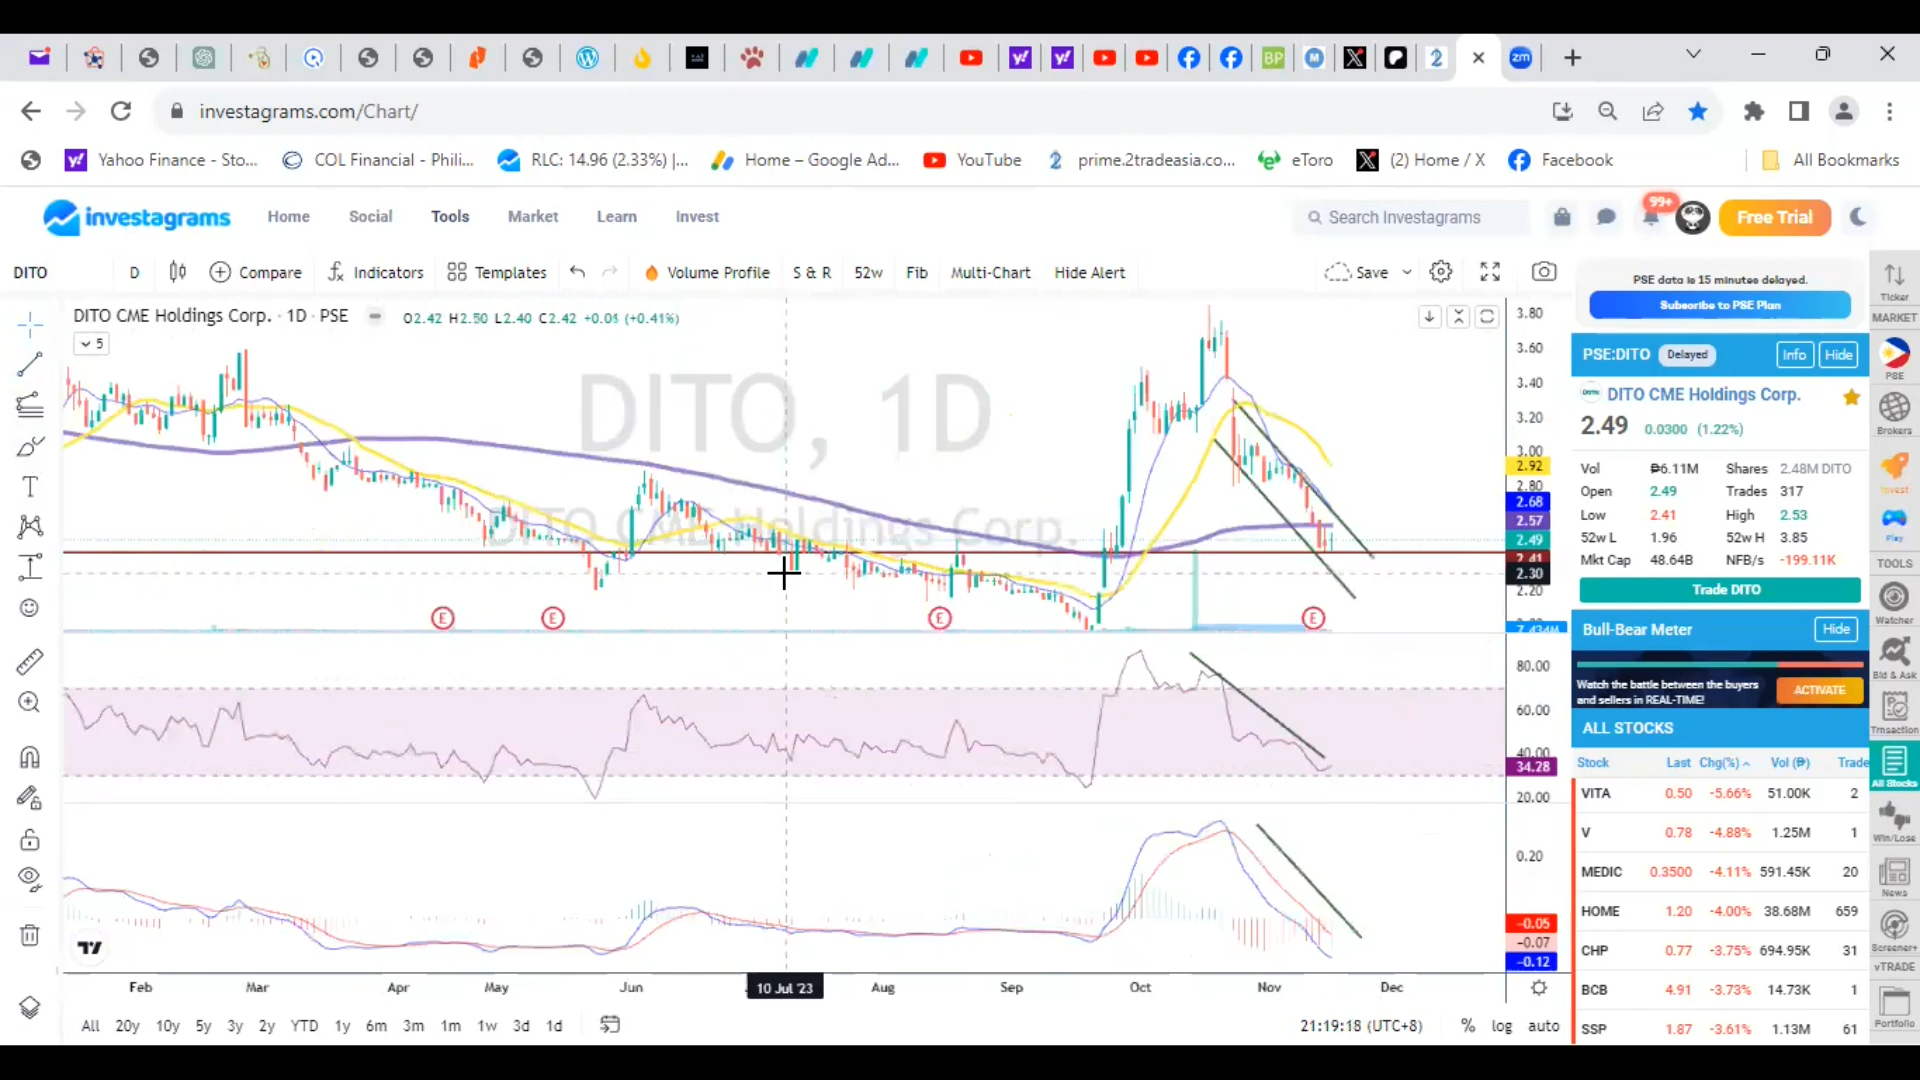 investagrams.com/Chart/
Yahoo Finance - Sto... COL Financial - Phili... RLC: 14.96 (2.33%) |... Home – Google Ad... YouTube prime.2tradeasia.co... eToro (2) Home / X Facebook All Bookmarks
investagrams Home Social Tools Market Learn Invest Search Investagrams 99+ Free Trial
DITO D Compare Indicators Templates Volume Profile S & R 52w Fib Multi-Chart Hide Alert Save
DITO CME Holdings Corp. · 1D · PSE O2.42 H2.50 L2.40 C2.42 +0.01 (+0.41%)
5
DITO, 1D
DITO CME Holdings Corp.
3.80
3.60
3.40
3.20
3.00
2.92
2.80
2.68
2.57
2.49
2.41
2.30
2.20
7.434M
E E E E
80.00
60.00
40.00
34.28
20.00
0.20
−0.05
−0.07
−0.12
Feb Mar Apr May Jun 10 Jul '23 Aug Sep Oct Nov Dec
All 20y 10y 5y 3y 2y YTD 1y 6m 3m 1m 1w 3d 1d 21:19:18 (UTC+8) % log auto
PSE data is 15 minutes delayed.
Subscribe to PSE Plan
PSE:DITO Delayed Info Hide
DITO CME Holdings Corp.
2.49 0.0300 (1.22%)
Vol ₱6.11M Shares 2.48M DITO
Open 2.49 Trades 317
Low 2.41 High 2.53
52w L 1.96 52w H 3.85
Mkt Cap 48.64B NFB/s -199.11K
Trade DITO
Bull-Bear Meter Hide
Watch the battle between the buyers
and sellers in REAL-TIME! ACTIVATE
ALL STOCKS
Stock Last Chg(%) Vol (₱) Trade
VITA 0.50 -5.66% 51.00K 2
V 0.78 -4.88% 1.25M 1
MEDIC 0.3500 -4.11% 591.45K 20
HOME 1.20 -4.00% 38.68M 659
CHP 0.77 -3.75% 694.95K 31
BCB 4.91 -3.73% 14.73K 1
SSP 1.87 -3.61% 1.13M 61
Ticker
MARKET
PSE
Brokers
Invest
Play
TOOLS
Watcher
Bid & Ask
Trnsaction
All Stocks
Win/Lose
News
Screener+
vTRADE
Portfolio